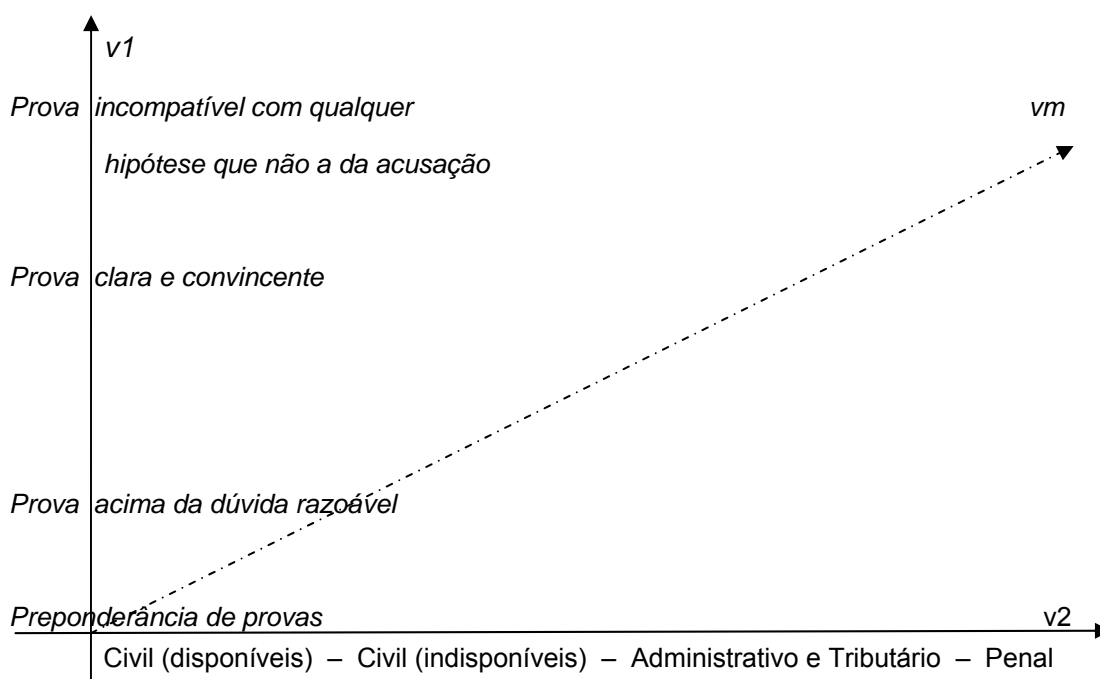 v1
Prova incompatível com qualquer
vm
hipótese que não a da acusação
Prova clara e convincente
Prova acima da dúvida razoável
Preponderância de provas
v2
Civil (disponíveis) – Civil (indisponíveis) – Administrativo e Tributário – Penal